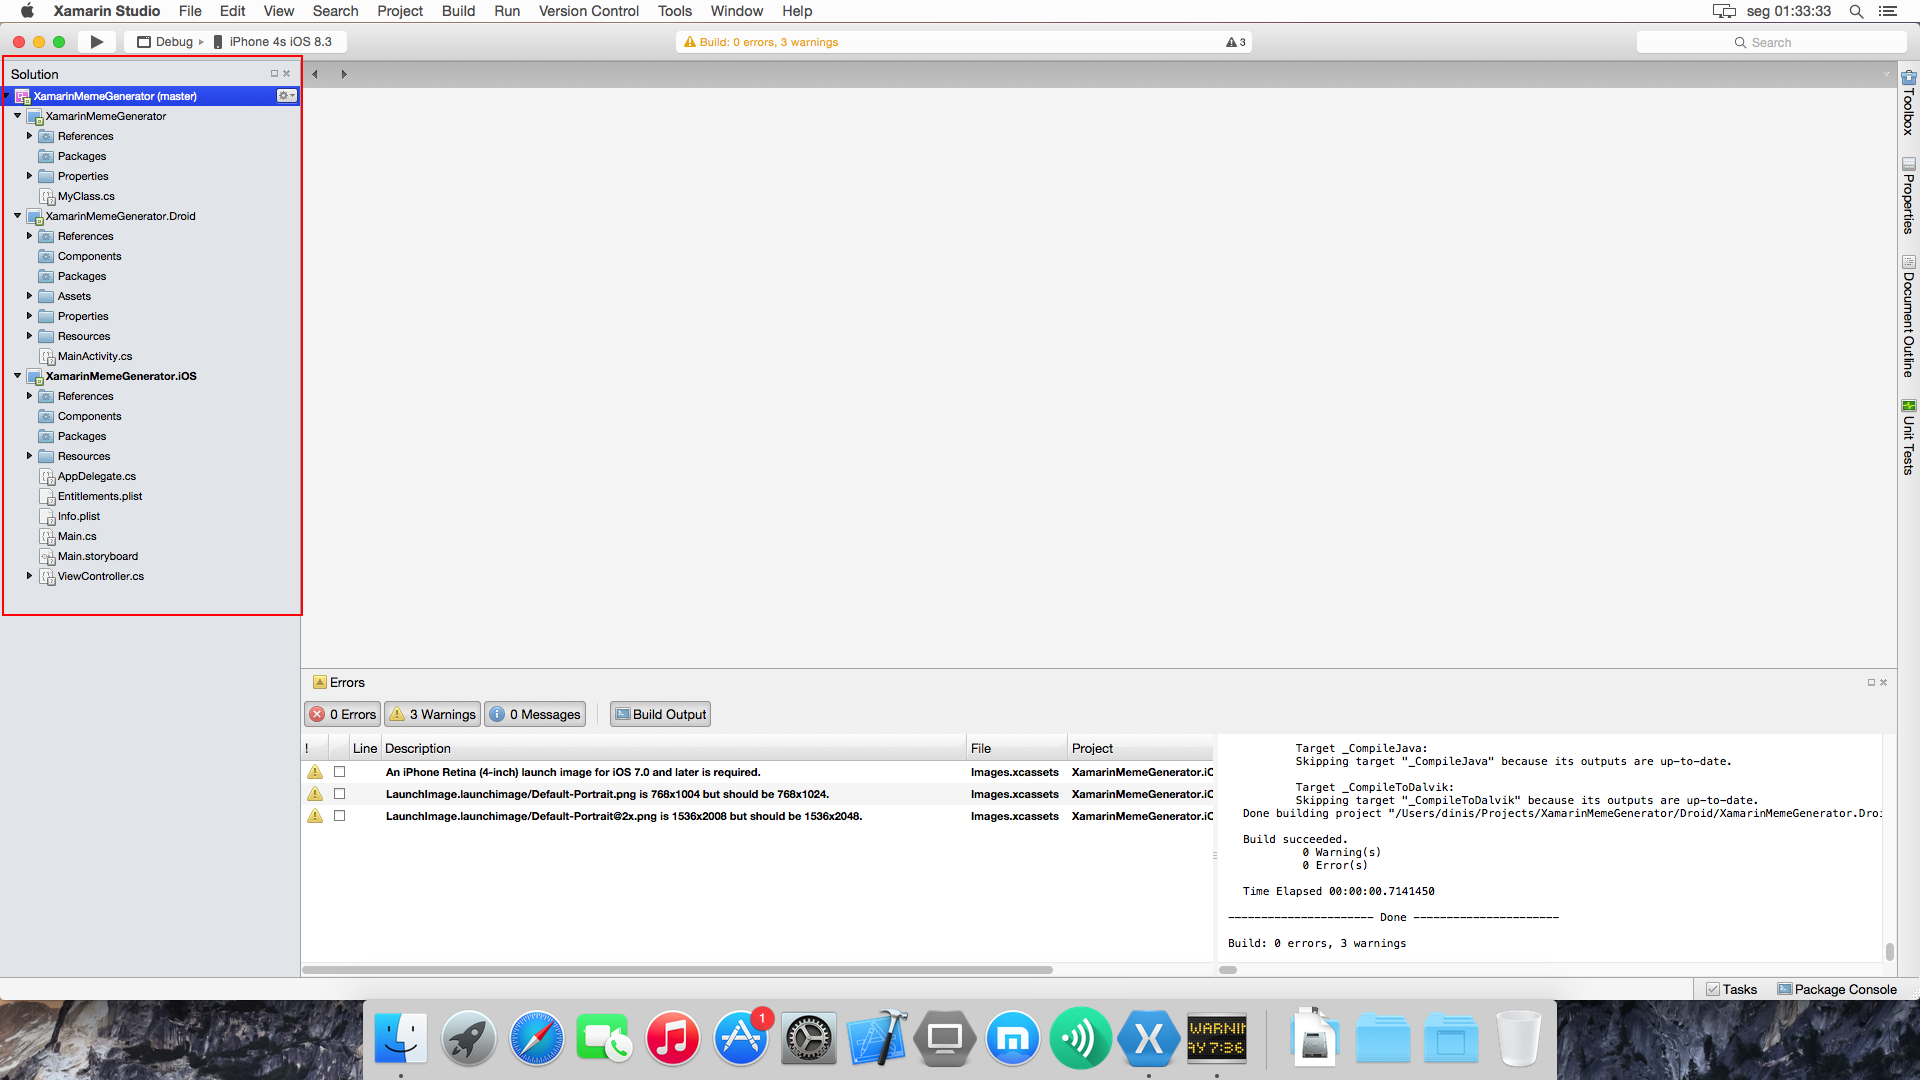 Xamarin Studio File Edit View Search Project Build Run Version Control Tools Window Help seg 01:33:33
Debug iPhone 4s iOS 8.3 Build: 0 errors, 3 warnings 3 Search
Solution
XamarinMemeGenerator (master)
XamarinMemeGenerator
References
Packages
Properties
MyClass.cs
XamarinMemeGenerator.Droid
References
Components
Packages
Assets
Properties
Resources
MainActivity.cs
XamarinMemeGenerator.iOS
References
Components
Packages
Resources
AppDelegate.cs
Entitlements.plist
Info.plist
Main.cs
Main.storyboard
ViewController.cs
Toolbox
Properties
Document Outline
Unit Tests
Errors
0 Errors 3 Warnings 0 Messages Build Output
! Line Description File Project
An iPhone Retina (4-inch) launch image for iOS 7.0 and later is required. Images.xcassets XamarinMemeGenerator.iO
LaunchImage.launchimage/Default-Portrait.png is 768x1004 but should be 768x1024. Images.xcassets XamarinMemeGenerator.iO
LaunchImage.launchimage/Default-Portrait@2x.png is 1536x2008 but should be 1536x2048. Images.xcassets XamarinMemeGenerator.iO
Target _CompileJava:
Skipping target "_CompileJava" because its outputs are up-to-date.
Target _CompileToDalvik:
Skipping target "_CompileToDalvik" because its outputs are up-to-date.
Done building project "/Users/dinis/Projects/XamarinMemeGenerator/Droid/XamarinMemeGenerator.Droi
Build succeeded.
0 Warning(s)
0 Error(s)
Time Elapsed 00:00:00.7141450
---------------------- Done ----------------------
Build: 0 errors, 3 warnings
Tasks Package Console
1
WARNIN
AY 7:36